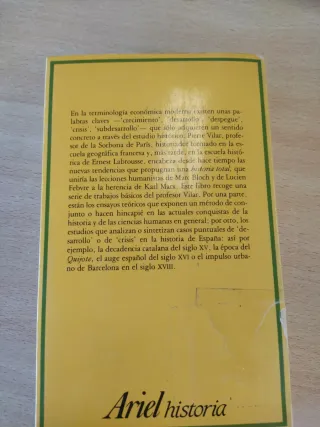 En la terminología económica moderna existen unas pa-
labras claves —'crecimiento', 'desarrollo', 'despegue',
'crisis', 'subdesarrollo'— que sólo adquieren un sentido
concreto a través del estudio histórico. Pierre Vilar, profe-
sor de la Sorbona de París, historiador formado en la es-
cuela geográfica francesa y, más tarde, en la escuela histó-
rica de Ernest Labrousse, encabeza desde hace tiempo las
nuevas tendencias que propugnan una historia total, que
uniría las lecciones humanísticas de Marc Bloch y de Lucien
Febvre a la herencia de Karl Marx. Este libro recoge una
serie de trabajos básicos del profesor Vilar. Por una parte,
están los ensayos teóricos que exponen un método de con-
junto o hacen hincapié en las actuales conquistas de la
historia y de las ciencias humanas en general; por otro, los
estudios que analizan o sintetizan casos puntuales de 'de-
sarrollo' o de 'crisis' en la historia de España: así por
ejemplo, la decadencia catalana del siglo XV, la época del
Quijote, el auge español del siglo XVI o el impulso urba-
no de Barcelona en el siglo XVIII.
Ariel historia